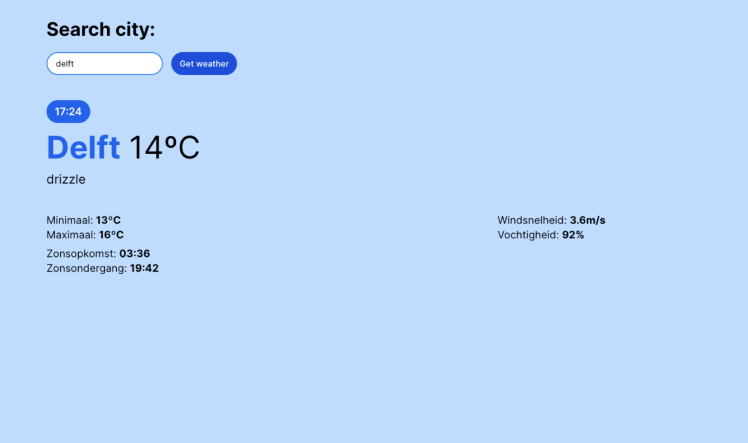 Search city:
delft
Get weather
17:24
Delft 14ºC
drizzle
Minimaal: 13ºC
Maximaal: 16ºC
Zonsopkomst: 03:36
Zonsondergang: 19:42
Windsnelheid: 3.6m/s
Vochtigheid: 92%